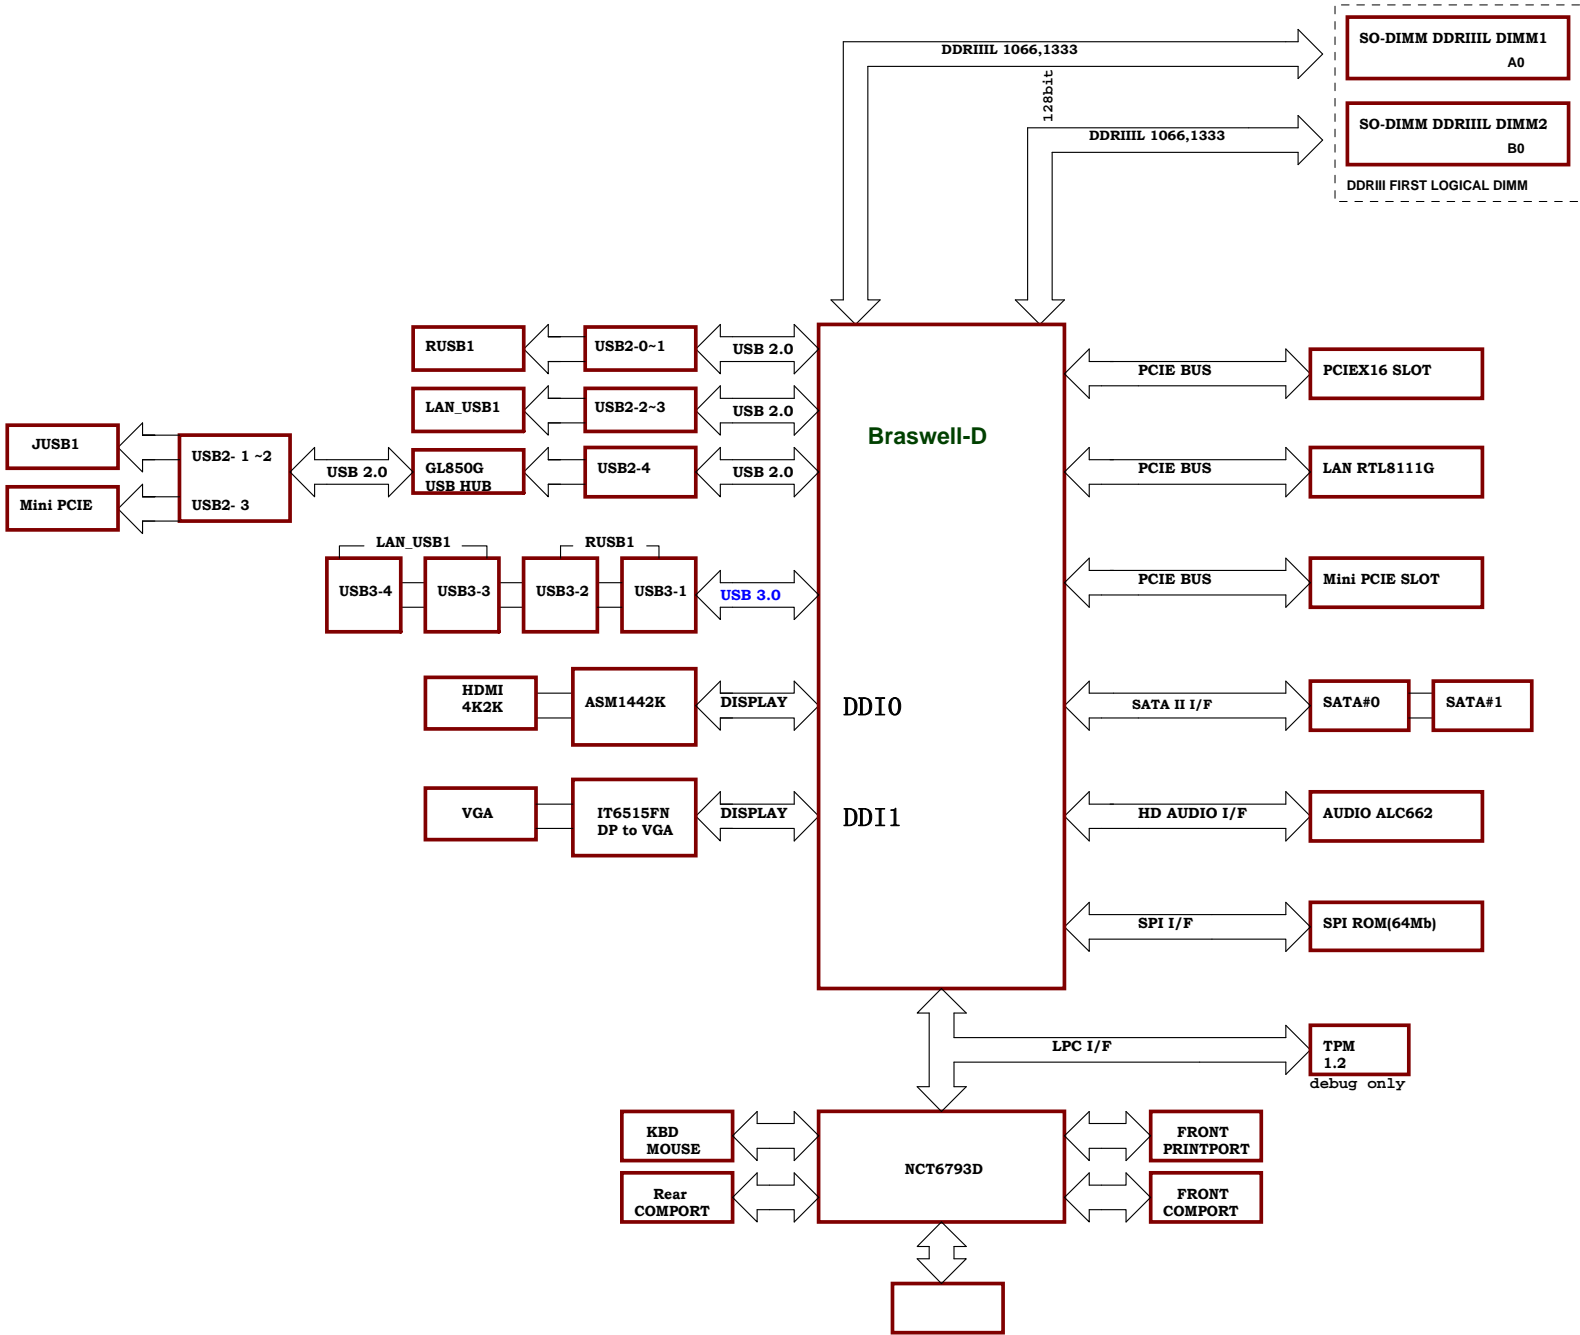 DDRIIIL 1066,1333
SO-DIMM DDRIIIL DIMM1
A0
128bit
DDRIIIL 1066,1333
SO-DIMM DDRIIIL DIMM2
B0
DDRIII FIRST LOGICAL DIMM
RUSB1
USB2-0~1
USB 2.0
PCIE BUS
PCIEX16 SLOT
LAN_USB1
USB2-2~3
USB 2.0
Braswell-D
JUSB1
USB2- 1 ~2
USB 2.0
GL850G
USB HUB
USB2-4
USB 2.0
PCIE BUS
LAN RTL8111G
Mini PCIE
USB2- 3
LAN_USB1
RUSB1
USB3-4
USB3-3
USB3-2
USB3-1
USB 3.0
PCIE BUS
Mini PCIE SLOT
HDMI
4K2K
ASM1442K
DISPLAY
DDI0
SATA II I/F
SATA#0
SATA#1
VGA
IT6515FN
DP to VGA
DISPLAY
DDI1
HD AUDIO I/F
AUDIO ALC662
SPI I/F
SPI ROM(64Mb)
LPC I/F
TPM
1.2
debug only
KBD
MOUSE
NCT6793D
FRONT
PRINTPORT
Rear
COMPORT
FRONT
COMPORT